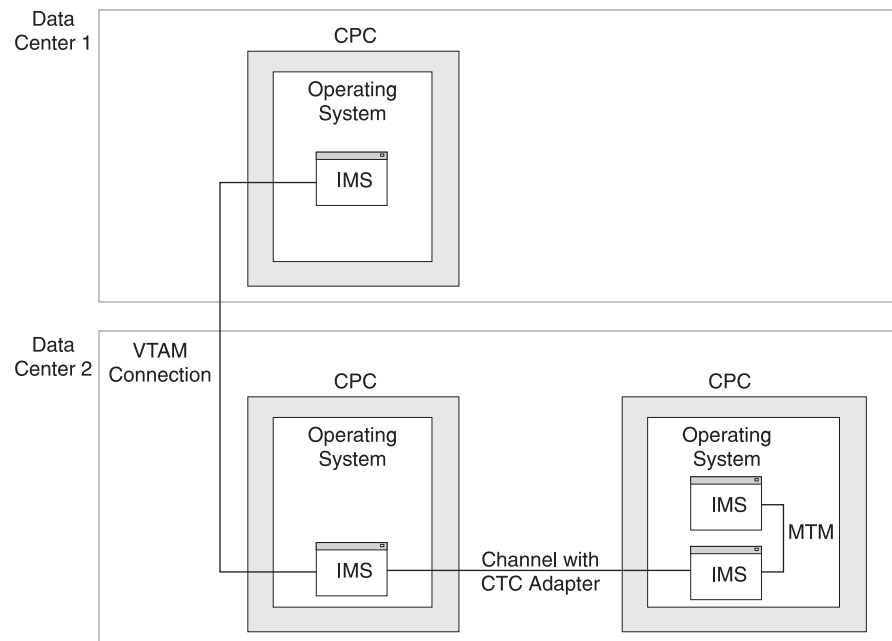 Data
Center 1
CPC
Operating
System
IMS
Data
Center 2
VTAM
Connection
CPC
Operating
System
IMS
Channel with
CTC Adapter
CPC
Operating
System
IMS
MTM
IMS